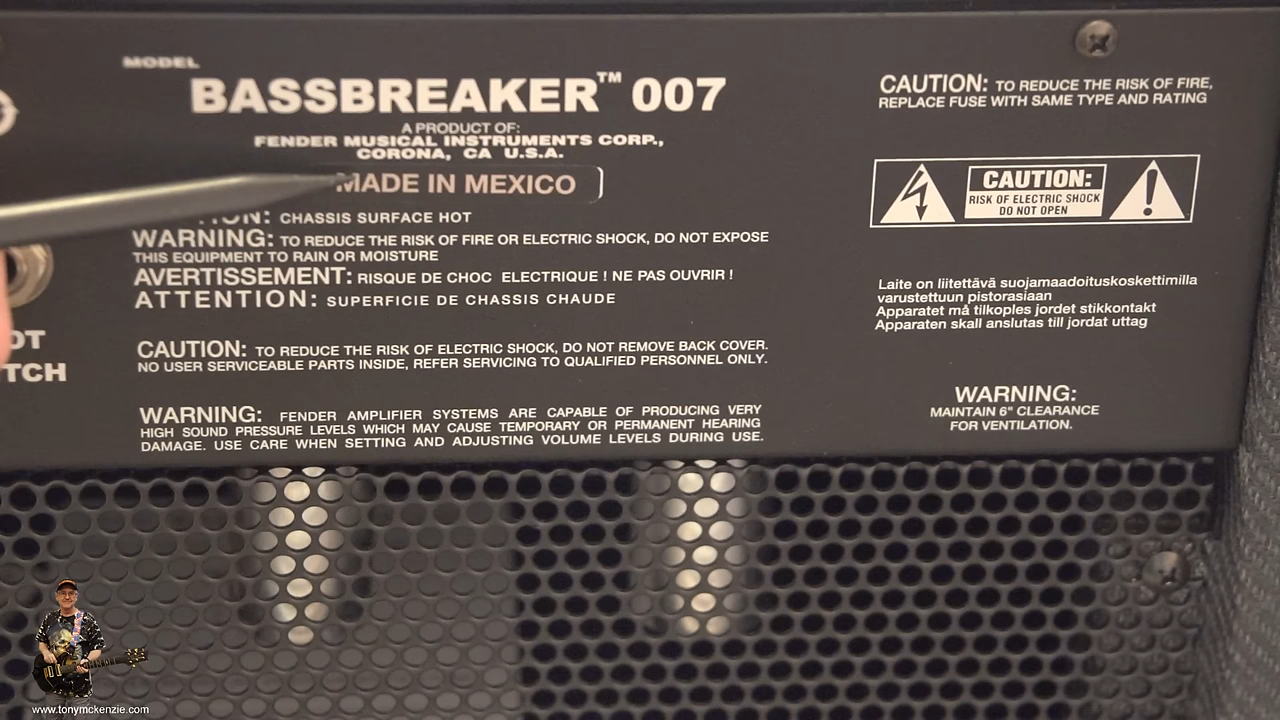 MODEL
BASSBREAKER™ 007
A PRODUCT OF:
FENDER MUSICAL INSTRUMENTS CORP.,
CORONA, CA U.S.A.
MADE IN MEXICO
CHASSIS SURFACE HOT
WARNING: TO REDUCE THE RISK OF FIRE OR ELECTRIC SHOCK, DO NOT EXPOSE
THIS EQUIPMENT TO RAIN OR MOISTURE
AVERTISSEMENT: RISQUE DE CHOC ELECTRIQUE ! NE PAS OUVRIR !
ATTENTION: SUPERFICIE DE CHASSIS CHAUDE
CAUTION: TO REDUCE THE RISK OF ELECTRIC SHOCK, DO NOT REMOVE BACK COVER.
NO USER SERVICEABLE PARTS INSIDE, REFER SERVICING TO QUALIFIED PERSONNEL ONLY.
WARNING: FENDER AMPLIFIER SYSTEMS ARE CAPABLE OF PRODUCING VERY
HIGH SOUND PRESSURE LEVELS WHICH MAY CAUSE TEMPORARY OR PERMANENT HEARING
DAMAGE. USE CARE WHEN SETTING AND ADJUSTING VOLUME LEVELS DURING USE.
CAUTION: TO REDUCE THE RISK OF FIRE,
REPLACE FUSE WITH SAME TYPE AND RATING
CAUTION:
RISK OF ELECTRIC SHOCK
DO NOT OPEN
Laite on liitettävä suojamaadoituskoskettimilla
varustettuun pistorasiaan
Apparatet må tilkoples jordet stikkontakt
Apparaten skall anslutas till jordat uttag
WARNING:
MAINTAIN 6" CLEARANCE
FOR VENTILATION.
www.tonymckenzie.com